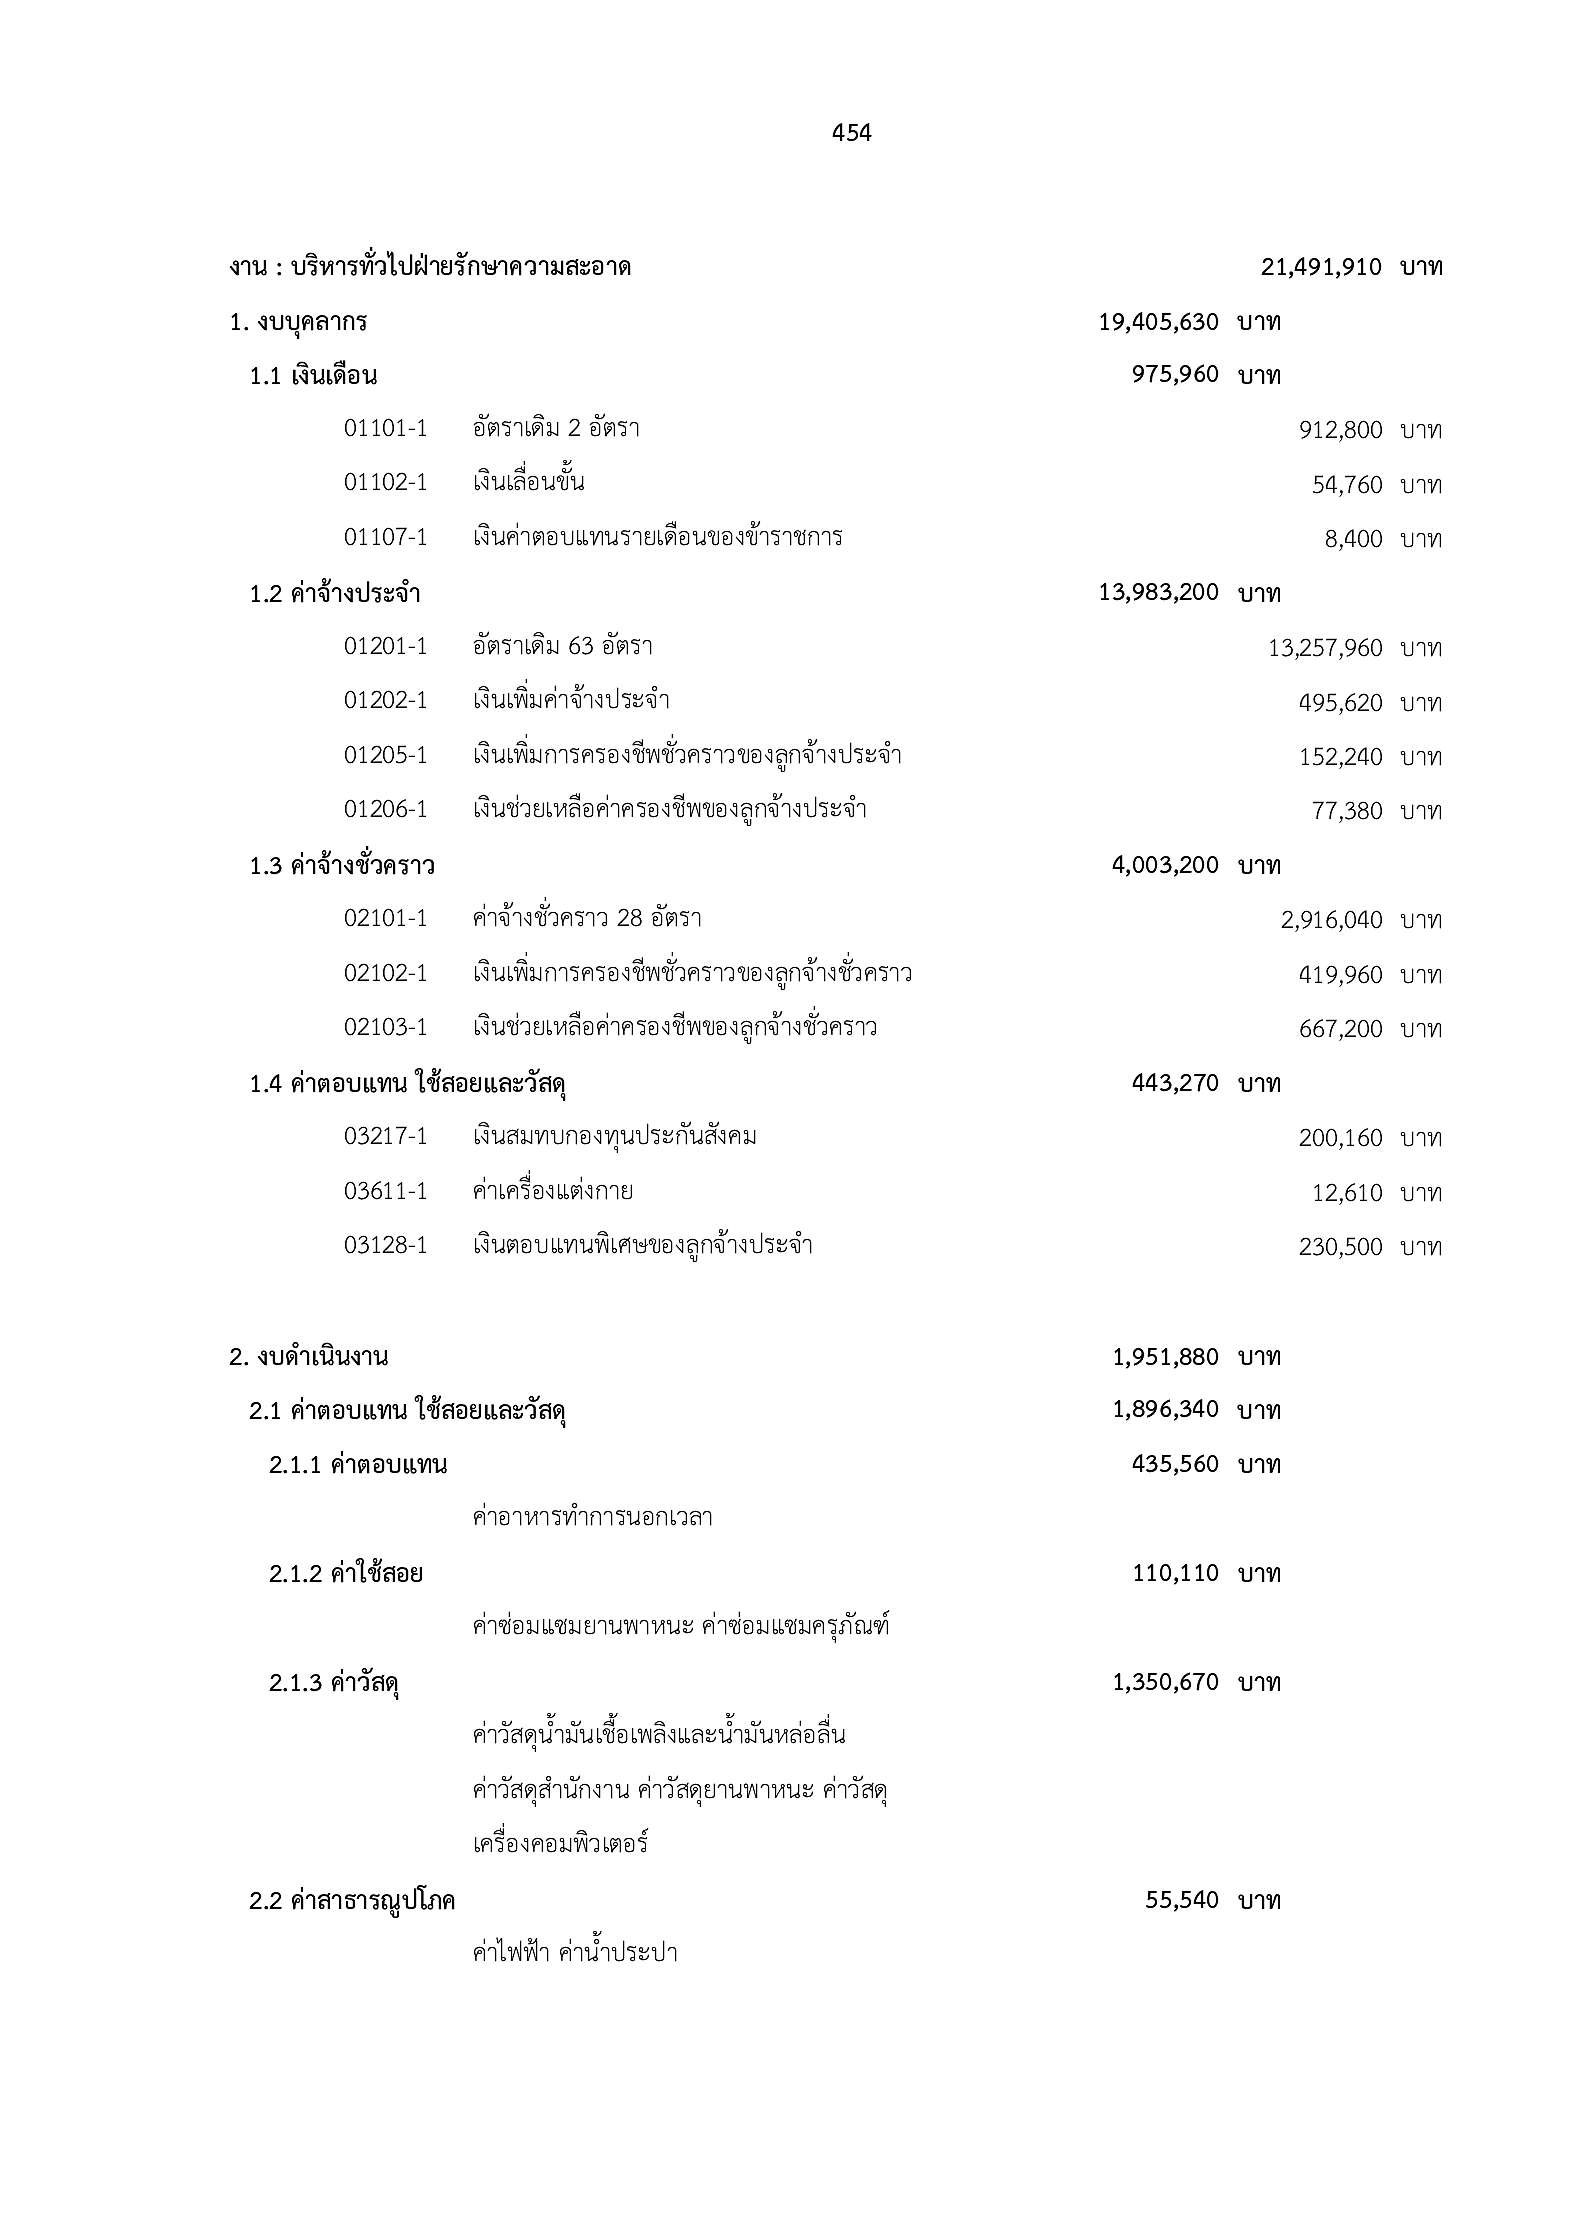 454
งาน : บริหารทั่วไปฝ่ายรักษาความสะอาด 21,491,910 บาท
1. งบบุคลากร 19,405,630 บาท
1.1 เงินเดือน 975,960 บาท
01101-1 อัตราเดิม 2 อัตรา 912,800 บาท
01102-1 เงินเลื่อนขั้น 54,760 บาท
01107-1 เงินค่าตอบแทนรายเดือนของข้าราชการ 8,400 บาท
1.2 ค่าจ้างประจำ 13,983,200 บาท
01201-1 อัตราเดิม 63 อัตรา 13,257,960 บาท
01202-1 เงินเพิ่มค่าจ้างประจำ 495,620 บาท
01205-1 เงินเพิ่มการครองชีพชั่วคราวของลูกจ้างประจำ 152,240 บาท
01206-1 เงินช่วยเหลือค่าครองชีพของลูกจ้างประจำ 77,380 บาท
1.3 ค่าจ้างชั่วคราว 4,003,200 บาท
02101-1 ค่าจ้างชั่วคราว 28 อัตรา 2,916,040 บาท
02102-1 เงินเพิ่มการครองชีพชั่วคราวของลูกจ้างชั่วคราว 419,960 บาท
02103-1 เงินช่วยเหลือค่าครองชีพของลูกจ้างชั่วคราว 667,200 บาท
1.4 ค่าตอบแทน ใช้สอยและวัสดุ 443,270 บาท
03217-1 เงินสมทบกองทุนประกันสังคม 200,160 บาท
03611-1 ค่าเครื่องแต่งกาย 12,610 บาท
03128-1 เงินตอบแทนพิเศษของลูกจ้างประจำ 230,500 บาท
2. งบดำเนินงาน 1,951,880 บาท
2.1 ค่าตอบแทน ใช้สอยและวัสดุ 1,896,340 บาท
2.1.1 ค่าตอบแทน 435,560 บาท
ค่าอาหารทำการนอกเวลา
2.1.2 ค่าใช้สอย 110,110 บาท
ค่าซ่อมแซมยานพาหนะ ค่าซ่อมแซมครุภัณฑ์
2.1.3 ค่าวัสดุ 1,350,670 บาท
ค่าวัสดุน้ำมันเชื้อเพลิงและน้ำมันหล่อลื่น
ค่าวัสดุสำนักงาน ค่าวัสดุยานพาหนะ ค่าวัสดุ
เครื่องคอมพิวเตอร์
2.2 ค่าสาธารณูปโภค 55,540 บาท
ค่าไฟฟ้า ค่าน้ำประปา